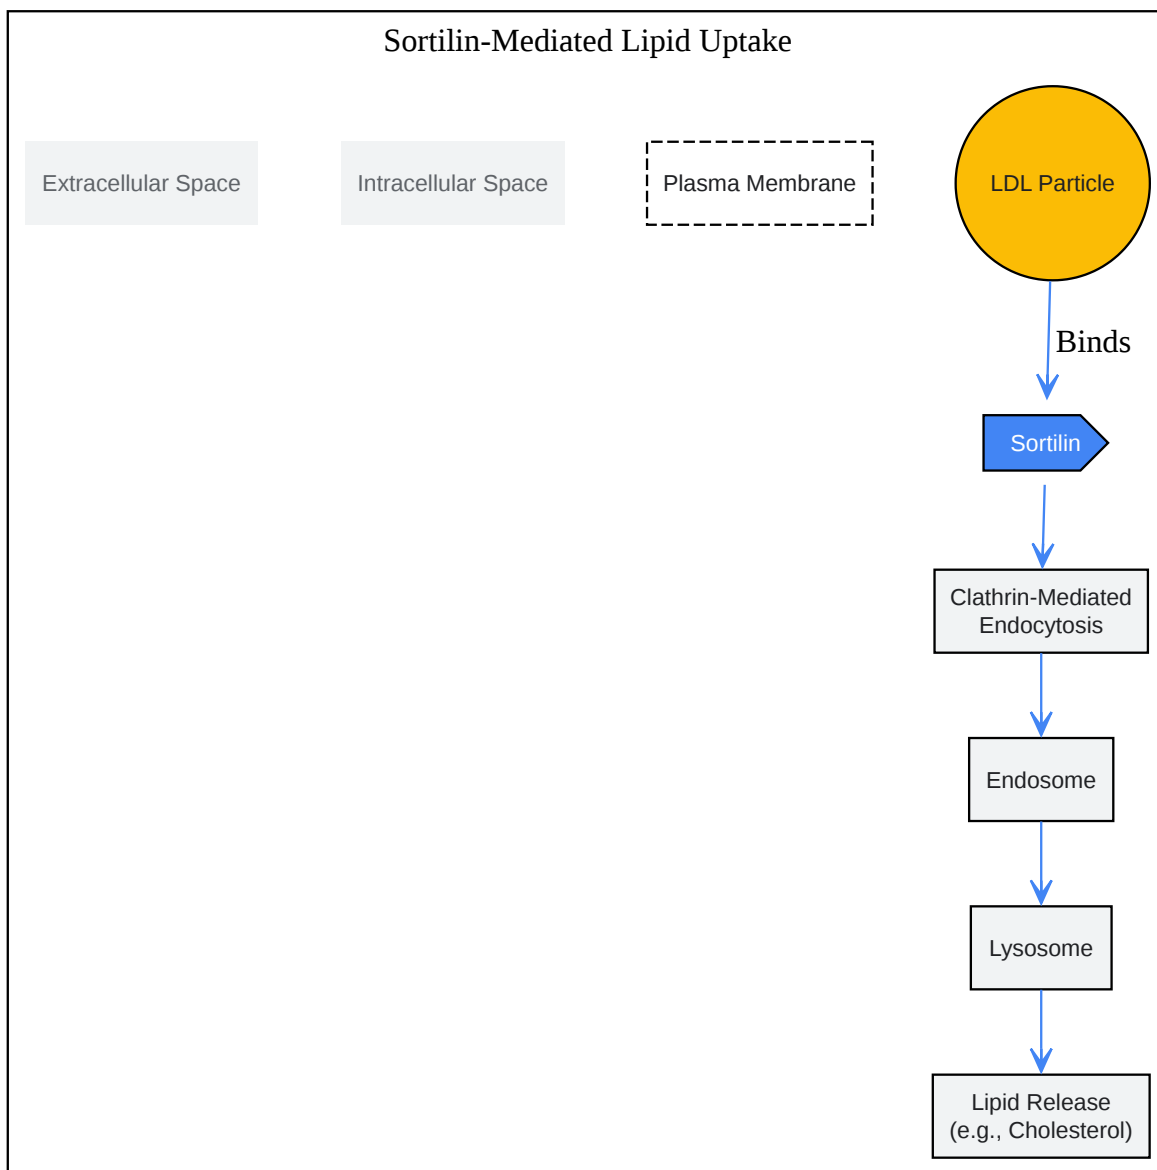 Sortilin-Mediated Lipid Uptake
Extracellular Space
Intracellular Space
Plasma Membrane
LDL Particle
Binds
Sortilin
Clathrin-Mediated
Endocytosis
Endosome
Lysosome
Lipid Release
(e.g., Cholesterol)